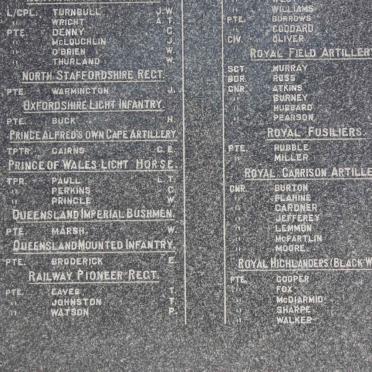 L/CPL. TURNBULL J.W.
" WRIGHT A.T.
PTE. DENNY G.
" McLOUGHLIN J.
" O'BRIEN W.
" THURLAND W.
NORTH STAFFORDSHIRE REGT.
PTE. WARMINGTON J.
OXFORDSHIRE LIGHT INFANTRY.
PTE. BUCK H.
PRINCE ALFRED'S OWN CAPE ARTILLERY.
TPTR. CAIRNS C.E.
PRINCE OF WALES LIGHT HORSE.
TPR. PAULL L.T.
" PERKINS G.
" PRINGLE W.
QUEENSLAND IMPERIAL BUSHMEN.
PTE. MARSH. W.
QUEENSLAND MOUNTED INFANTRY.
PTE. BRODERICK E.
RAILWAY PIONEER REGT.
PTE. EAVES T.
" JOHNSTON T.
" WATSON P.
" WILLIAMS
PTE. BURROWS
" GODDARD
CIV. OLIVER
ROYAL FIELD ARTILLERY
SGT. MURRAY
BDR. ROSS
GNR. ATKINS
" BURNEY
" HUBBARD
" PEARSON
ROYAL FUSILIERS.
PTE. HUBBLE
" MILLER
ROYAL GARRISON ARTILLE
GNR. BURTON
" FLAHINE
" GARDNER
" JEFFEREY
" LEMMON
" McPARTLIN
" MOORE
ROYAL HIGHLANDERS (BLACK W
PTE. COOPER
" FOX
" McDIARMID
" SHARPE
" WALKER